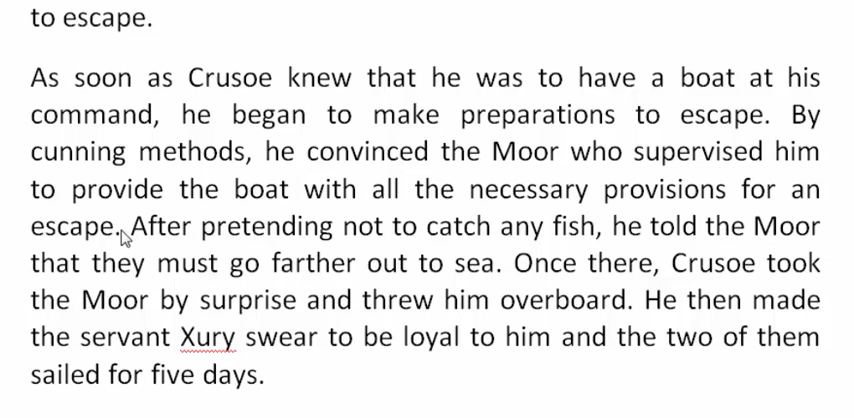 to escape.
As soon as Crusoe knew that he was to have a boat at his
command, he began to make preparations to escape. By
cunning methods, he convinced the Moor who supervised him
to provide the boat with all the necessary provisions for an
escape. After pretending not to catch any fish, he told the Moor
that they must go farther out to sea. Once there, Crusoe took
the Moor by surprise and threw him overboard. He then made
the servant Xury swear to be loyal to him and the two of them
sailed for five days.